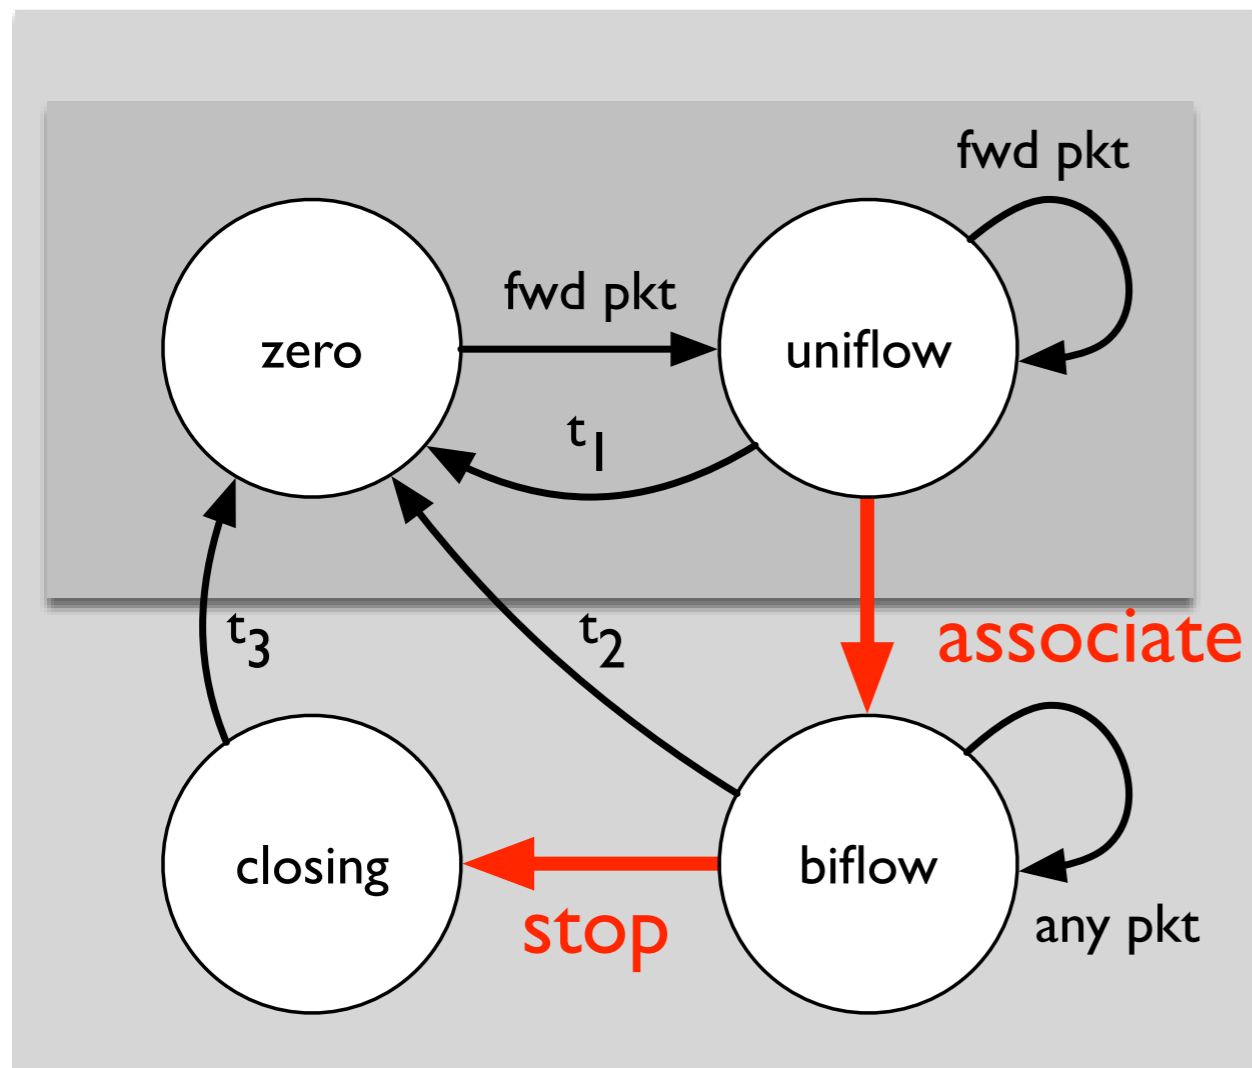 fwd pkt
fwd pkt
zero
uniflow
t1
t3
t2
associate
closing
biflow
stop
any pkt